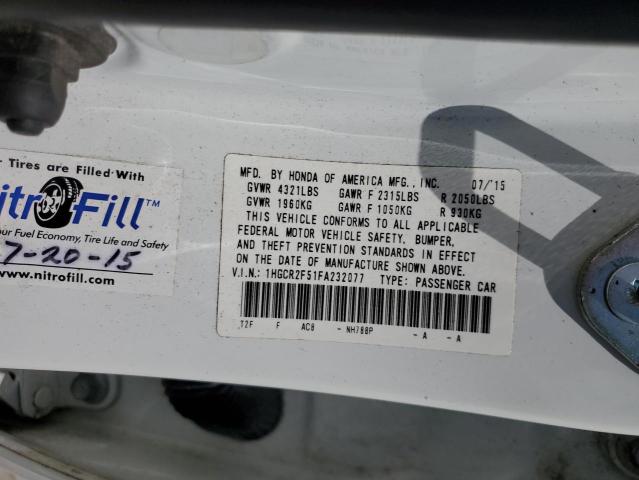 r Tires are Filled With
itro Fill™
our Fuel Economy, Tire Life and Safety
7-20-15
www.nitrofill.com
MFD. BY HONDA OF AMERICA MFG., INC. 07/15
GVWR 4321LBS GAWR F 2315LBS R 2050LBS
GVWR 1960KG GAWR F 1050KG R 930KG
THIS VEHICLE CONFORMS TO ALL APPLICABLE
FEDERAL MOTOR VEHICLE SAFETY, BUMPER,
AND THEFT PREVENTION STANDARDS IN EFFECT
ON THE DATE OF MANUFACTURE SHOWN ABOVE.
V.I.N.: 1HGCR2F51FA232077 TYPE: PASSENGER CAR
T2F F AC8 - NH788P - A - A